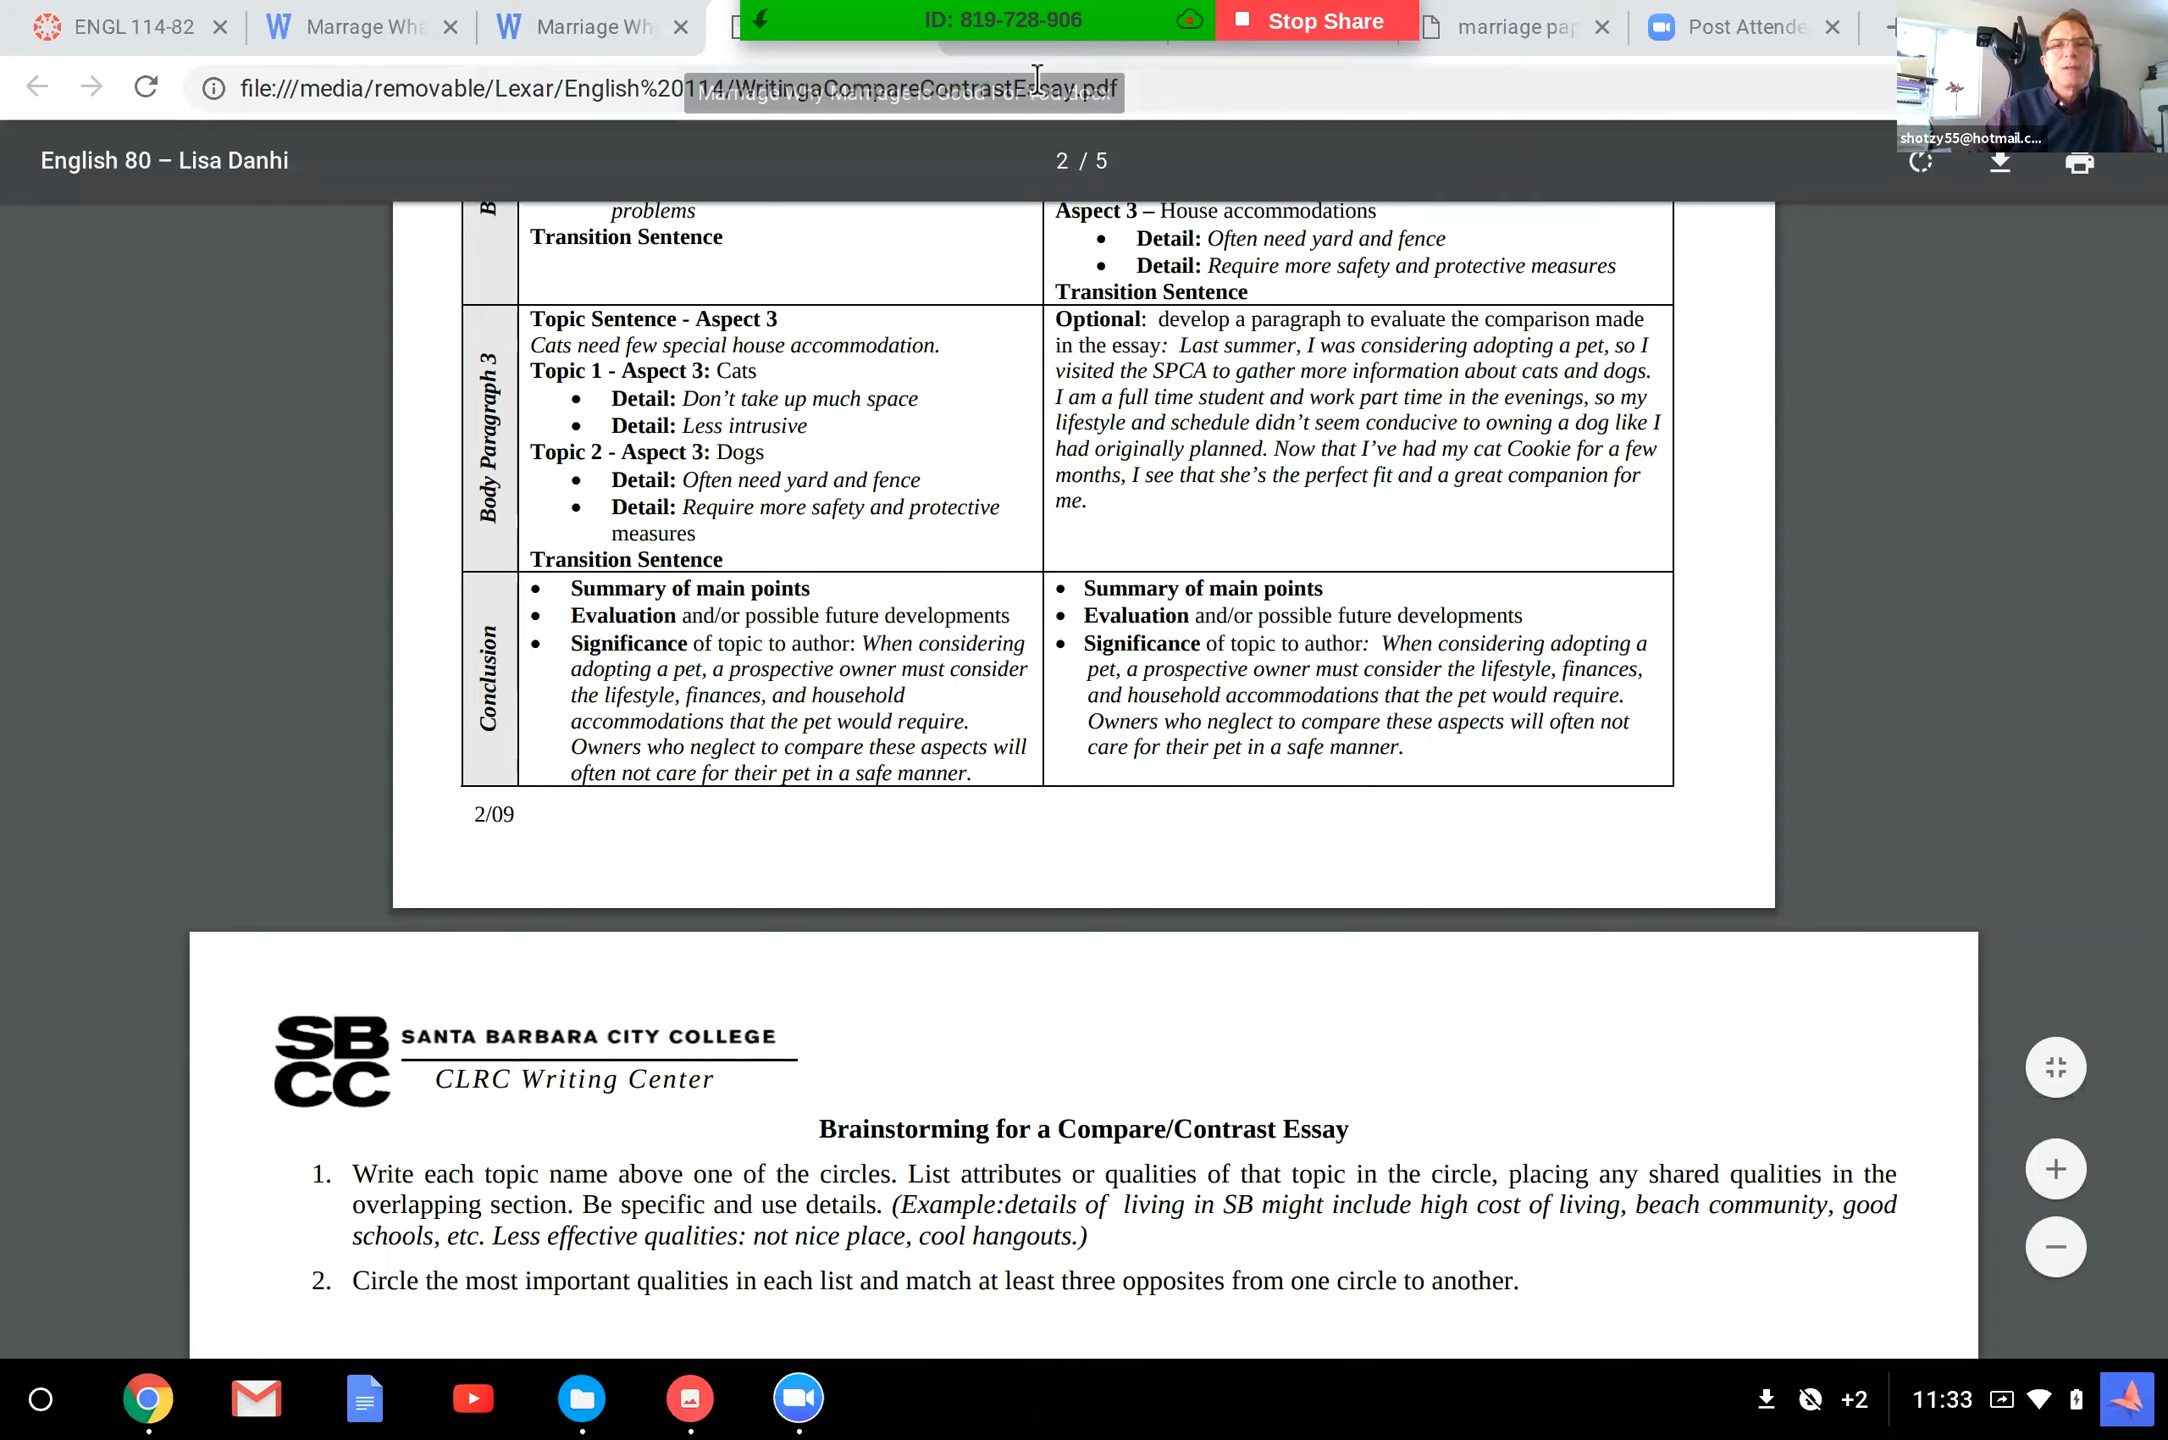 ENGL 114-82
Marrage Wha
Marriage Wh
ID: 819-728-906
Stop Share
marriage pap
Post Attende
file:///media/removable/Lexar/English%20114/WritingaCompareContrastEssay.pdf
Marriage Why Marriage is Good For You.docx
shotzy55@hotmail.c...
English 80 – Lisa Danhi
2 / 5
B
problems
Transition Sentence
Aspect 3 – House accommodations
• Detail: Often need yard and fence
• Detail: Require more safety and protective measures
Transition Sentence
Body Paragraph 3
Topic Sentence - Aspect 3
Cats need few special house accommodation.
Topic 1 - Aspect 3: Cats
• Detail: Don’t take up much space
• Detail: Less intrusive
Topic 2 - Aspect 3: Dogs
• Detail: Often need yard and fence
• Detail: Require more safety and protective
measures
Transition Sentence
Optional: develop a paragraph to evaluate the comparison made
in the essay: Last summer, I was considering adopting a pet, so I
visited the SPCA to gather more information about cats and dogs.
I am a full time student and work part time in the evenings, so my
lifestyle and schedule didn’t seem conducive to owning a dog like I
had originally planned. Now that I’ve had my cat Cookie for a few
months, I see that she’s the perfect fit and a great companion for
me.
Conclusion
• Summary of main points
• Evaluation and/or possible future developments
• Significance of topic to author: When considering
adopting a pet, a prospective owner must consider
the lifestyle, finances, and household
accommodations that the pet would require.
Owners who neglect to compare these aspects will
often not care for their pet in a safe manner.
• Summary of main points
• Evaluation and/or possible future developments
• Significance of topic to author: When considering adopting a
pet, a prospective owner must consider the lifestyle, finances,
and household accommodations that the pet would require.
Owners who neglect to compare these aspects will often not
care for their pet in a safe manner.
2/09
SB
CC
SANTA BARBARA CITY COLLEGE
CLRC Writing Center
Brainstorming for a Compare/Contrast Essay
1. Write each topic name above one of the circles. List attributes or qualities of that topic in the circle, placing any shared qualities in the
overlapping section. Be specific and use details. (Example:details of living in SB might include high cost of living, beach community, good
schools, etc. Less effective qualities: not nice place, cool hangouts.)
2. Circle the most important qualities in each list and match at least three opposites from one circle to another.
+2
11:33